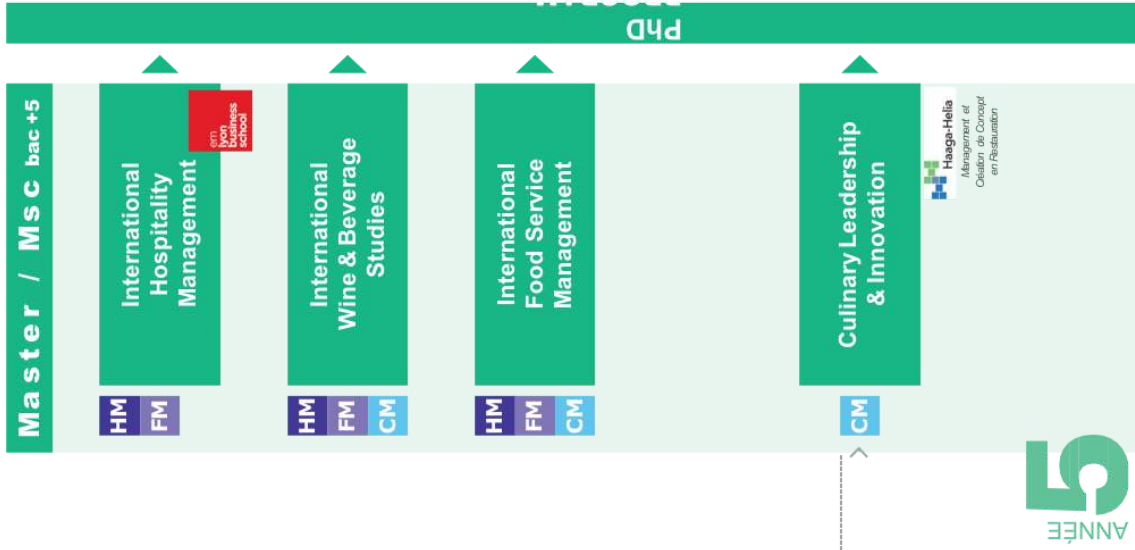 PhD
Master / Msc bac+5
International
Hospitality
Management
em
lyon
business
school
HM
FM
International
Wine & Beverage
Studies
HM
FM
CM
International
Food Service
Management
HM
FM
CM
Culinary Leadership
& Innovation
Haaga-Helia
Management et
Création de Concept
en Restauration
CM
5
ANNÉE